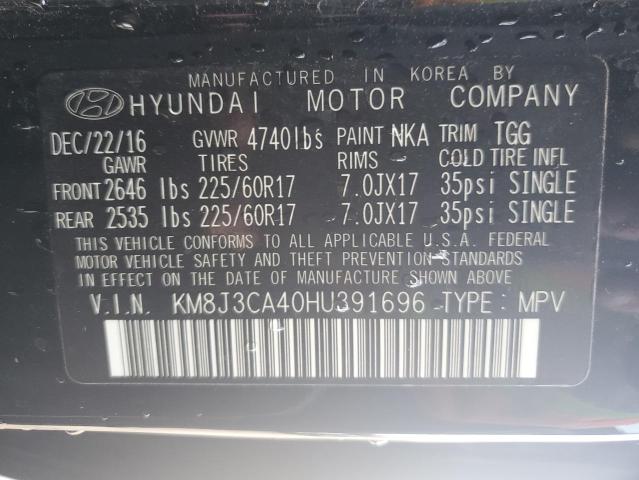 MANUFACTURED IN KOREA BY
HYUNDAI MOTOR COMPANY
DEC/22/16 GVWR 4740lbs PAINT NKA TRIM TGG
GAWR TIRES RIMS - COLD TIRE INFL
FRONT 2646 lbs 225/60R17 7.0JX17 35psi SINGLE
REAR 2535 lbs 225/60R17 7.0JX17 35psi SINGLE
THIS VEHICLE CONFORMS TO ALL APPLICABLE U.S.A. FEDERAL
MOTOR VEHICLE SAFETY AND THEFT PREVENTION STANDARDS
IN EFFECT ON THE DATE OF MANUFACTURE SHOWN ABOVE.
V.I.N. KM8J3CA40HU391696 TYPE : MPV